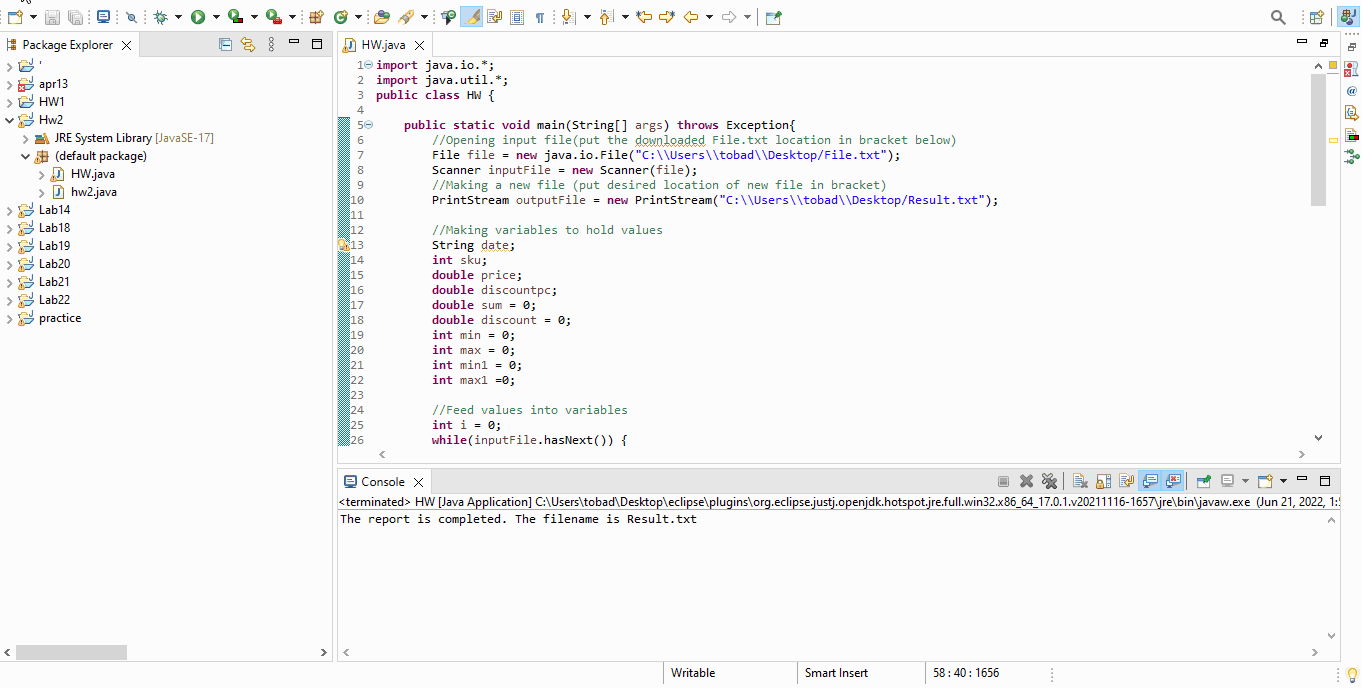 Package Explorer
'
apr13
HW1
Hw2
JRE System Library [JavaSE-17]
(default package)
HW.java
hw2.java
Lab14
Lab18
Lab19
Lab20
Lab21
Lab22
practice
HW.java
1 import java.io.*;
2 import java.util.*;
3 public class HW {
4
5 public static void main(String[] args) throws Exception{
6 //Opening input file(put the downloaded File.txt location in bracket below)
7 File file = new java.io.File("C:\\Users\\tobad\\Desktop/File.txt");
8 Scanner inputFile = new Scanner(file);
9 //Making a new file (put desired location of new file in bracket)
10 PrintStream outputFile = new PrintStream("C:\\Users\\tobad\\Desktop/Result.txt");
11
12 //Making variables to hold values
13 String date;
14 int sku;
15 double price;
16 double discountpc;
17 double sum = 0;
18 double discount = 0;
19 int min = 0;
20 int max = 0;
21 int min1 = 0;
22 int max1 =0;
23
24 //Feed values into variables
25 int i = 0;
26 while(inputFile.hasNext()) {
Console
<terminated> HW [Java Application] C:\Users\tobad\Desktop\eclipse\plugins\org.eclipse.justj.openjdk.hotspot.jre.full.win32.x86_64_17.0.1.v20211116-1657\jre\bin\javaw.exe (Jun 21, 2022, 1:5
The report is completed. The filename is Result.txt
Writable
Smart Insert
58 : 40 : 1656